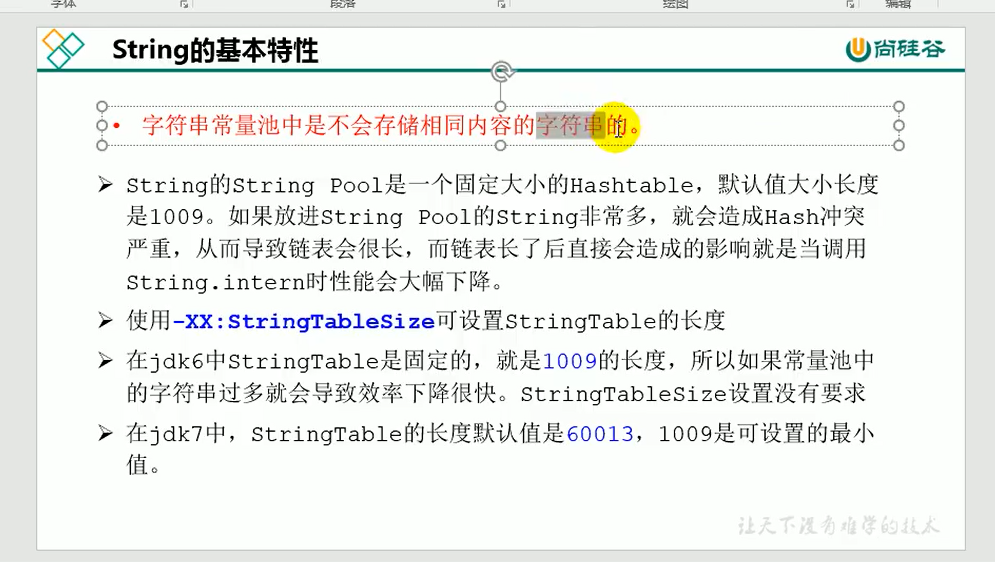 字体 段落 绘图 编辑
String的基本特性
尚硅谷
• 字符串常量池中是不会存储相同内容的字符串的。
➢ String的String Pool是一个固定大小的Hashtable，默认值大小长度
是1009。如果放进String Pool的String非常多，就会造成Hash冲突
严重，从而导致链表会很长，而链表长了后直接会造成的影响就是当调用
String.intern时性能会大幅下降。
➢ 使用-XX:StringTableSize可设置StringTable的长度
➢ 在jdk6中StringTable是固定的，就是1009的长度，所以如果常量池中
的字符串过多就会导致效率下降很快。StringTableSize设置没有要求
➢ 在jdk7中，StringTable的长度默认值是60013，1009是可设置的最小
值。
让天下没有难学的技术